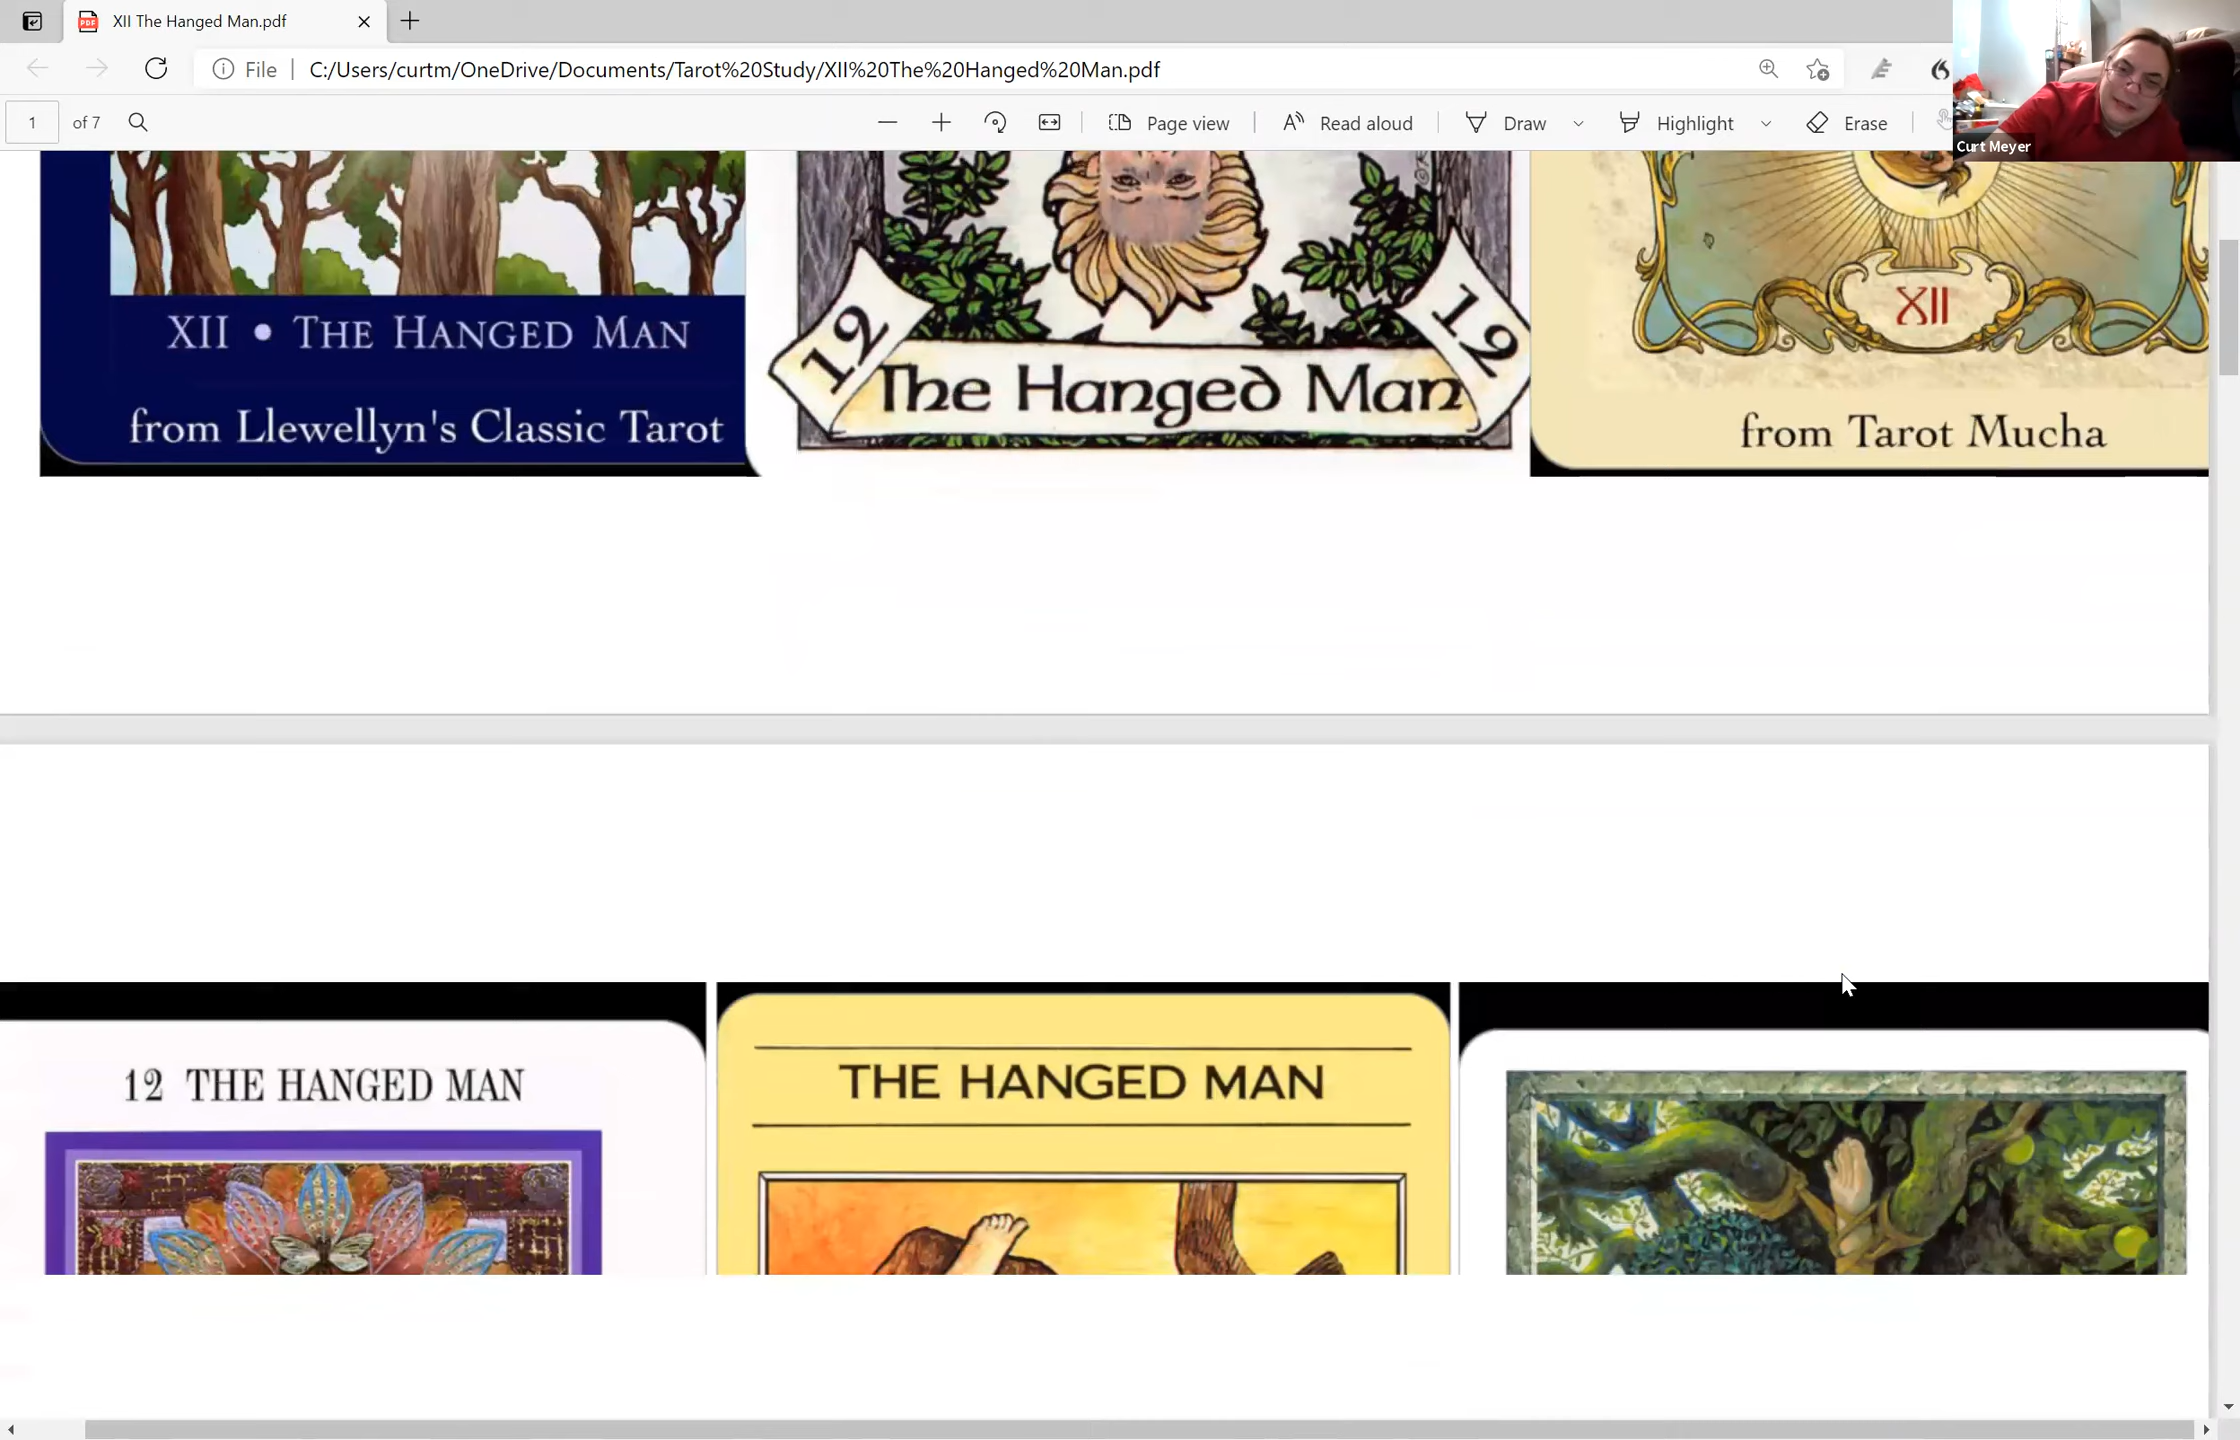 XII The Hanged Man.pdf
File | C:/Users/curtm/OneDrive/Documents/Tarot%20Study/XII%20The%20Hanged%20Man.pdf
1 of 7
Page view
Read aloud
Draw
Highlight
Erase
Curt Meyer
XII • THE HANGED MAN
from Llewellyn's Classic Tarot
12
12
The Hanged Man
XII
from Tarot Mucha
12 THE HANGED MAN
THE HANGED MAN